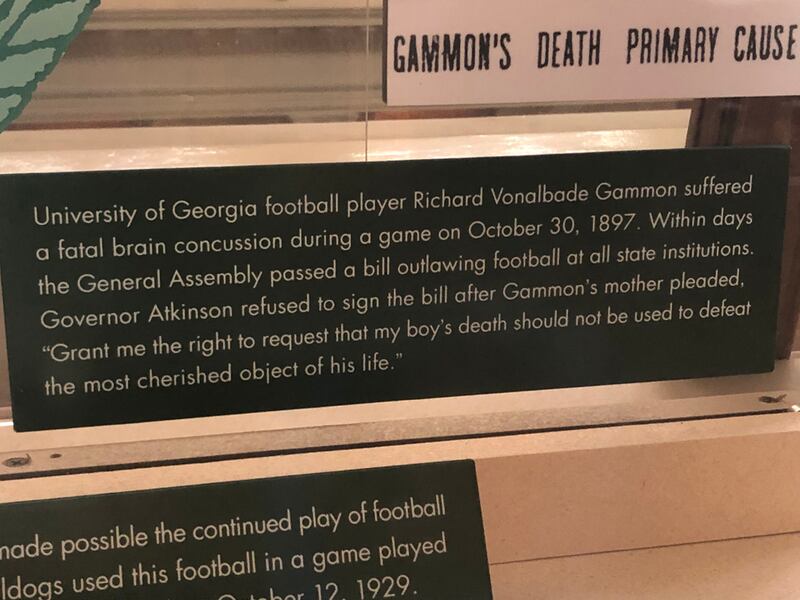 GAMMON'S DEATH PRIMARY CAUSE
University of Georgia football player Richard Vonalbade Gammon suffered
a fatal brain concussion during a game on October 30, 1897. Within days
the General Assembly passed a bill outlawing football at all state institutions.
Governor Atkinson refused to sign the bill after Gammon's mother pleaded,
“Grant me the right to request that my boy's death should not be used to defeat
the most cherished object of his life.”
made possible the continued play of football
ldogs used this football in a game played
October 12, 1929.